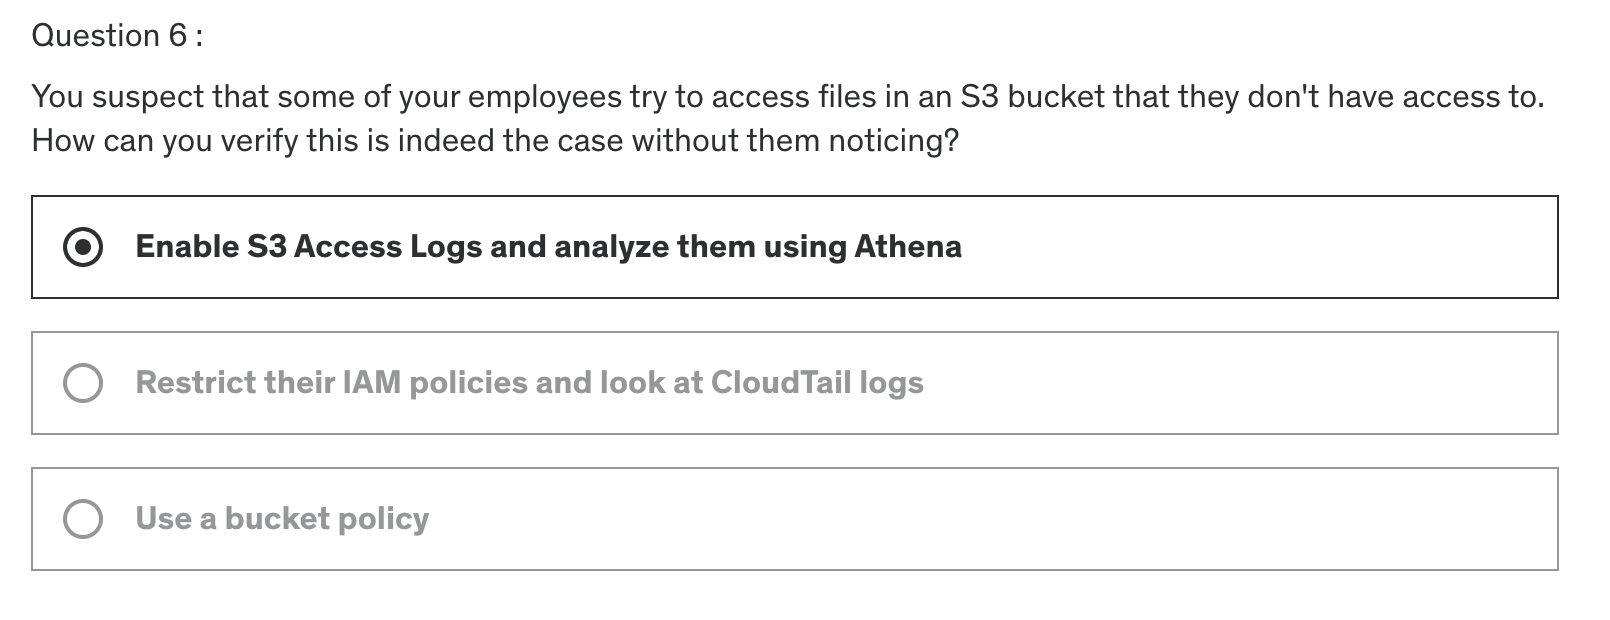 Question 6 :
You suspect that some of your employees try to access files in an S3 bucket that they don't have access to.
How can you verify this is indeed the case without them noticing?
Enable S3 Access Logs and analyze them using Athena
Restrict their IAM policies and look at CloudTail logs
Use a bucket policy